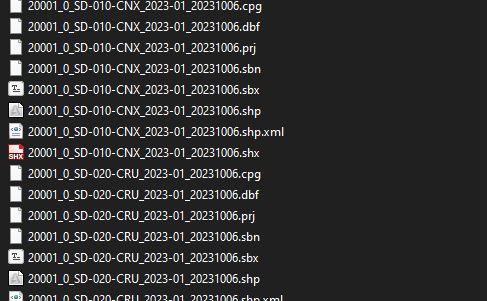 20001_0_SD-010-CNX_2023-01_20231006.cpg
20001_0_SD-010-CNX_2023-01_20231006.dbf
20001_0_SD-010-CNX_2023-01_20231006.prj
20001_0_SD-010-CNX_2023-01_20231006.sbn
20001_0_SD-010-CNX_2023-01_20231006.sbx
20001_0_SD-010-CNX_2023-01_20231006.shp
20001_0_SD-010-CNX_2023-01_20231006.shp.xml
SHX 20001_0_SD-010-CNX_2023-01_20231006.shx
20001_0_SD-020-CRU_2023-01_20231006.cpg
20001_0_SD-020-CRU_2023-01_20231006.dbf
20001_0_SD-020-CRU_2023-01_20231006.prj
20001_0_SD-020-CRU_2023-01_20231006.sbn
20001_0_SD-020-CRU_2023-01_20231006.sbx
20001_0_SD-020-CRU_2023-01_20231006.shp
20001_0_SD-020-CRU_2023-01_20231006.shp.xml